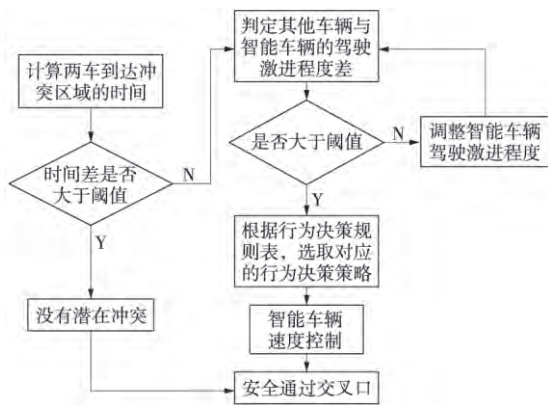 计算两车到达冲
突区域的时间
时间差是否
大于阈值
N
Y
没有潜在冲突
判定其他车辆与
智能车辆的驾驶
激进程度差
是否大于阈值
N
调整智能车辆
驾驶激进程度
Y
根据行为决策规
则表，选取对应
的行为决策策略
智能车辆
速度控制
安全通过交叉口